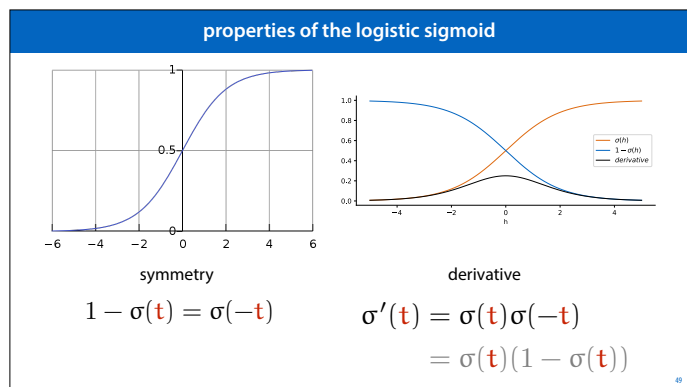 properties of the logistic sigmoid
1
0.5
0
−6 −4 −2 0 2 4 6
1.0
0.8
0.6
0.4
0.2
0.0
−4 −2 0 2 4
h
σ(h)
1 − σ(h)
derivative
symmetry
1 − σ(t) = σ(−t)
derivative
σ′(t) = σ(t)σ(−t)
= σ(t)(1 − σ(t))
49